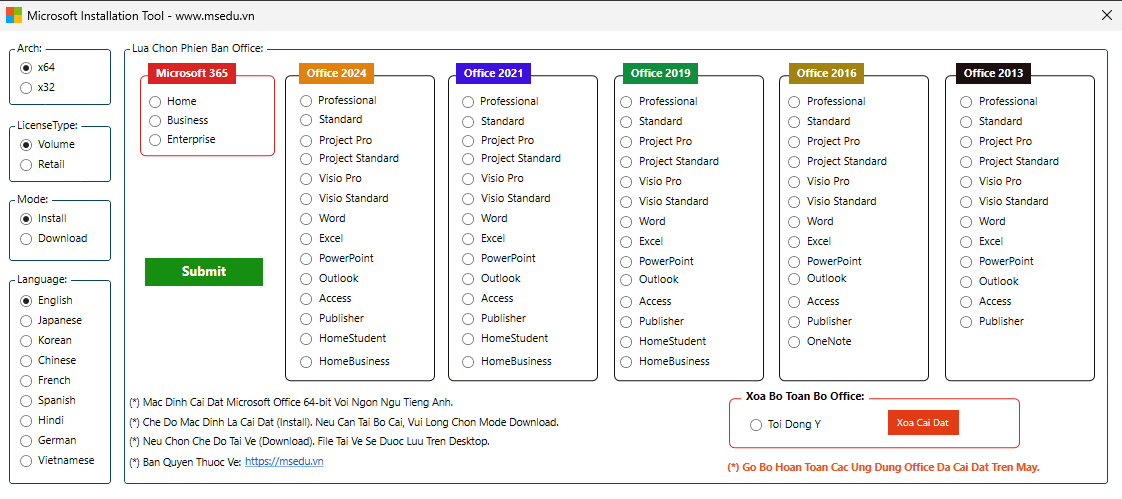 Microsoft Installation Tool - www.msedu.vn
Arch:
x64
x32
LicenseType:
Volume
Retail
Mode:
Install
Download
Language:
English
Japanese
Korean
Chinese
French
Spanish
Hindi
German
Vietnamese
Lua Chon Phien Ban Office:
Microsoft 365
Home
Business
Enterprise
Submit
Office 2024
Professional
Standard
Project Pro
Project Standard
Visio Pro
Visio Standard
Word
Excel
PowerPoint
Outlook
Access
Publisher
HomeStudent
HomeBusiness
Office 2021
Professional
Standard
Project Pro
Project Standard
Visio Pro
Visio Standard
Word
Excel
PowerPoint
Outlook
Access
Publisher
HomeStudent
HomeBusiness
Office 2019
Professional
Standard
Project Pro
Project Standard
Visio Pro
Visio Standard
Word
Excel
PowerPoint
Outlook
Access
Publisher
HomeStudent
HomeBusiness
Office 2016
Professional
Standard
Project Pro
Project Standard
Visio Pro
Visio Standard
Word
Excel
PowerPoint
Outlook
Access
Publisher
OneNote
Office 2013
Professional
Standard
Project Pro
Project Standard
Visio Pro
Visio Standard
Word
Excel
PowerPoint
Outlook
Access
Publisher
(*) Mac Dinh Cai Dat Microsoft Office 64-bit Voi Ngon Ngu Tieng Anh.
(*) Che Do Mac Dinh La Cai Dat (Install). Neu Can Tai Bo Cai, Vui Long Chon Mode Download.
(*) Neu Chon Che Do Tai Ve (Download). File Tai Ve Se Duoc Luu Tren Desktop.
(*) Ban Quyen Thuoc Ve: https://msedu.vn
Xoa Bo Toan Bo Office:
Toi Dong Y
Xoa Cai Dat
(*) Go Bo Hoan Toan Cac Ung Dung Office Da Cai Dat Tren May.